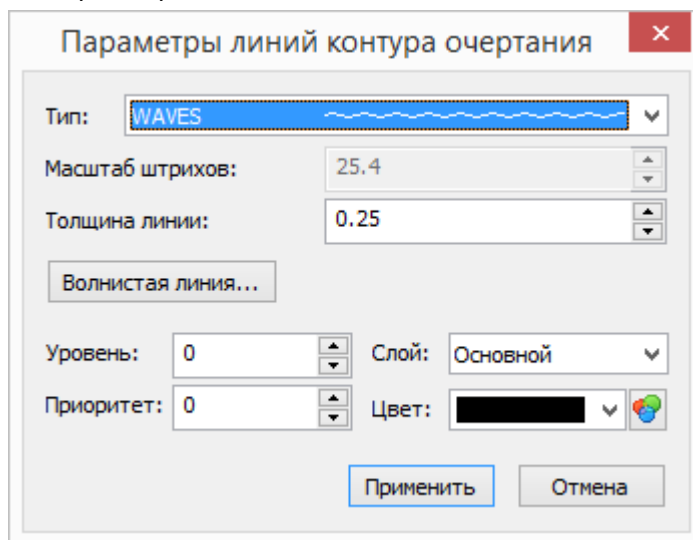 Параметры линий контура очертания
Тип: WAVES
Масштаб штрихов: 25.4
Толщина линии: 0.25
Волнистая линия...
Уровень: 0 Слой: Основной
Приоритет: 0 Цвет:
Применить Отмена